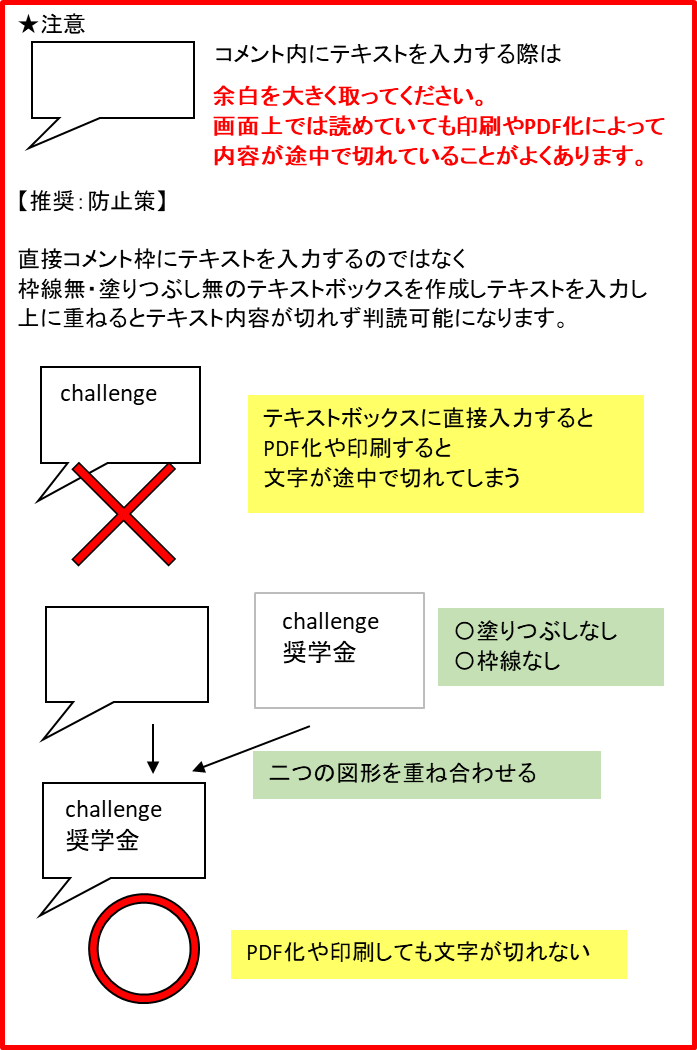 ★注意
コメント内にテキストを入力する際は
余白を大きく取ってください。
画面上では読めていても印刷やPDF化によって
内容が途中で切れていることがよくあります。
【推奨：防止策】
直接コメント枠にテキストを入力するのではなく
枠線無・塗りつぶし無のテキストボックスを作成しテキストを入力し
上に重ねるとテキスト内容が切れず判読可能になります。
challenge
テキストボックスに直接入力すると
PDF化や印刷すると
文字が途中で切れてしまう
challenge
奨学金
〇塗りつぶしなし
〇枠線なし
二つの図形を重ね合わせる
challenge
奨学金
PDF化や印刷しても文字が切れない